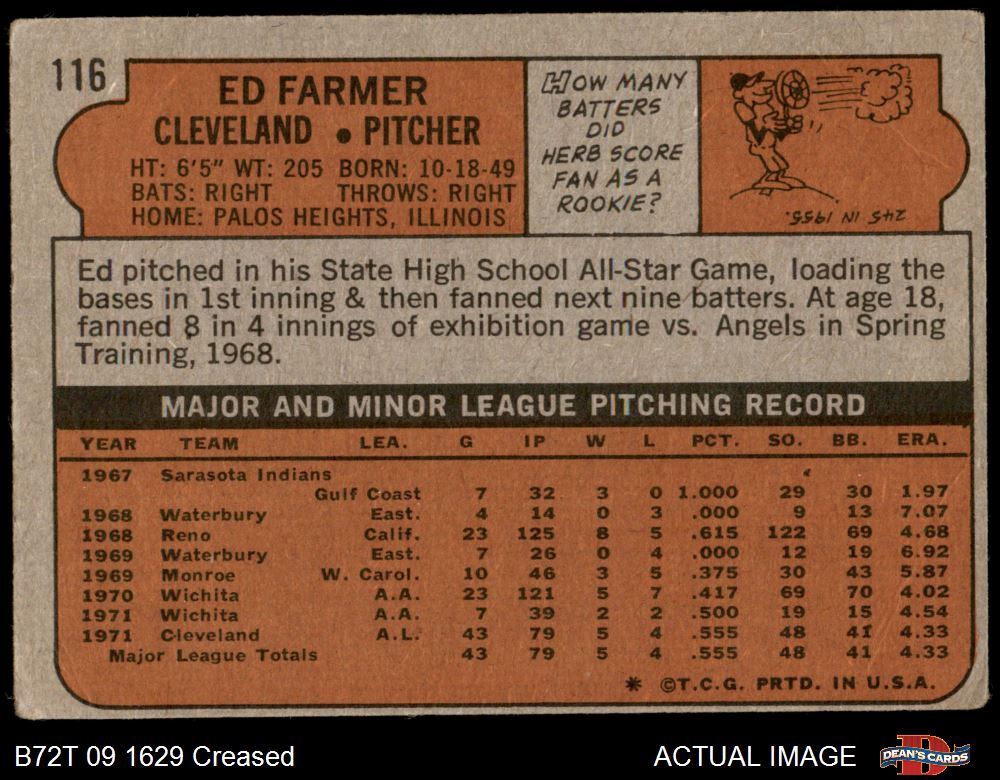 116
ED FARMER
CLEVELAND • PITCHER
HT: 6'5" WT: 205 BORN: 10-18-49
BATS: RIGHT THROWS: RIGHT
HOME: PALOS HEIGHTS, ILLINOIS
HOW MANY
BATTERS
DID
HERB SCORE
FAN AS A
ROOKIE?
245 IN 1955.
Ed pitched in his State High School All-Star Game, loading the
bases in 1st inning & then fanned next nine batters. At age 18,
fanned 8 in 4 innings of exhibition game vs. Angels in Spring
Training, 1968.
MAJOR AND MINOR LEAGUE PITCHING RECORD
YEAR TEAM LEA. G IP W L PCT. SO. BB. ERA.
1967 Sarasota Indians
Gulf Coast 7 32 3 0 1.000 29 30 1.97
1968 Waterbury East. 4 14 0 3 .000 9 13 7.07
1968 Reno Calif. 23 125 8 5 .615 122 69 4.68
1969 Waterbury East. 7 26 0 4 .000 12 19 6.92
1969 Monroe W. Carol. 10 46 3 5 .375 30 43 5.87
1970 Wichita A.A. 23 121 5 7 .417 69 70 4.02
1971 Wichita A.A. 7 39 2 2 .500 19 15 4.54
1971 Cleveland A.L. 43 79 5 4 .555 48 41 4.33
Major League Totals 43 79 5 4 .555 48 41 4.33
* ©T.C.G. PRTD. IN U.S.A.
B72T 09 1629 Creased ACTUAL IMAGE
DEAN'S CARDS